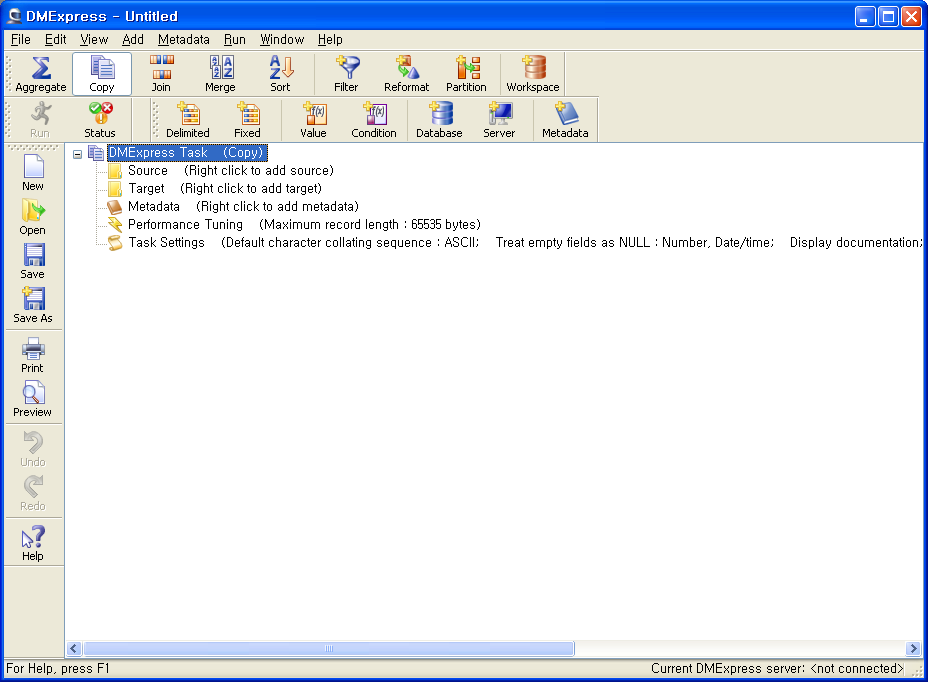 DMExpress - Untitled
File Edit View Add Metadata Run Window Help
Aggregate Copy Join Merge Sort Filter Reformat Partition Workspace
Run Status Delimited Fixed Value Condition Database Server Metadata
New
Open
Save
Save As
Print
Preview
Undo
Redo
Help
DMExpress Task (Copy)
Source (Right click to add source)
Target (Right click to add target)
Metadata (Right click to add metadata)
Performance Tuning (Maximum record length : 65535 bytes)
Task Settings (Default character collating sequence : ASCII; Treat empty fields as NULL : Number, Date/time; Display documentation;
For Help, press F1
Current DMExpress server: <not connected>